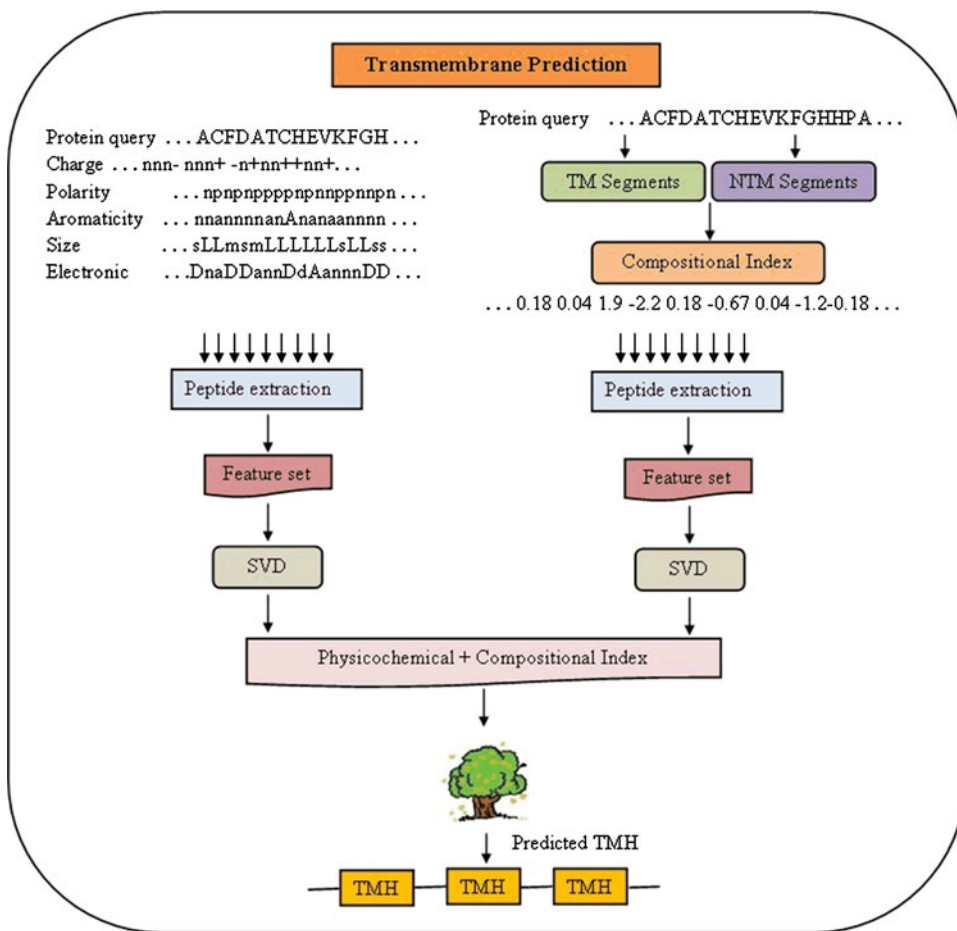 Transmembrane Prediction
Protein query ...ACFDATCHEVKFGH...
Charge ...nnn- nnn+ -n+nn++nn+...
Polarity ...npnpnppppnpnnppnnpn...
Aromaticity ...nnannnnanAnanaannnn...
Size ...sLLmsmLLLLLLsLLss...
Electronic ...DnaDDannDdAannnDD...
Protein query ...ACFDATCHEVKFGHHPA...
TM Segments
NTM Segments
Compositional Index
... 0.18 0.04 1.9 -2.2 0.18 -0.67 0.04 -1.2-0.18 ...
Peptide extraction
Feature set
SVD
Peptide extraction
Feature set
SVD
Physicochemical + Compositional Index
Predicted TMH
TMH TMH TMH